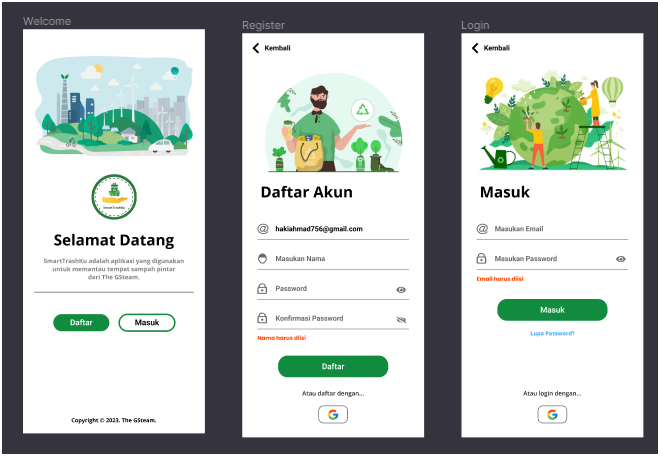 Welcome
SmartTrashKu
Selamat Datang
SmartTrashKu adalah aplikasi yang digunakan
untuk memantau tempat sampah pintar
dari The GSteam.
Daftar
Masuk
Copyright © 2023. The GSteam.
Register
Kembali
Daftar Akun
@ hakiahmad756@gmail.com
Masukan Nama
Password
Konfirmasi Password
Nama harus diisi
Daftar
Atau daftar dengan...
G
Login
Kembali
Masuk
@ Masukan Email
Masukan Password
Email harus diisi
Masuk
Lupa Password?
Atau login dengan...
G